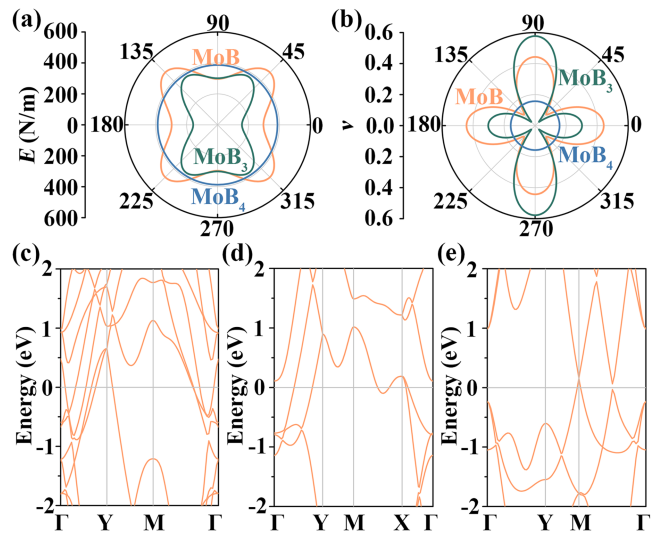 (a)
600
400
200
0
200
400
600
E (N/m)
90
135
45
180
0
225
315
270
MoB
MoB₃
MoB₄
(b)
0.6
0.4
0.2
0.0
0.2
0.4
0.6
ν
90
135
45
180
0
225
315
270
MoB₃
MoB
MoB₄
(c)
2
1
0
-1
-2
Energy (eV)
Γ Y M Γ
(d)
2
1
0
-1
-2
Energy (eV)
Γ Y M X Γ
(e)
2
1
0
-1
-2
Energy (eV)
Γ Y M Γ